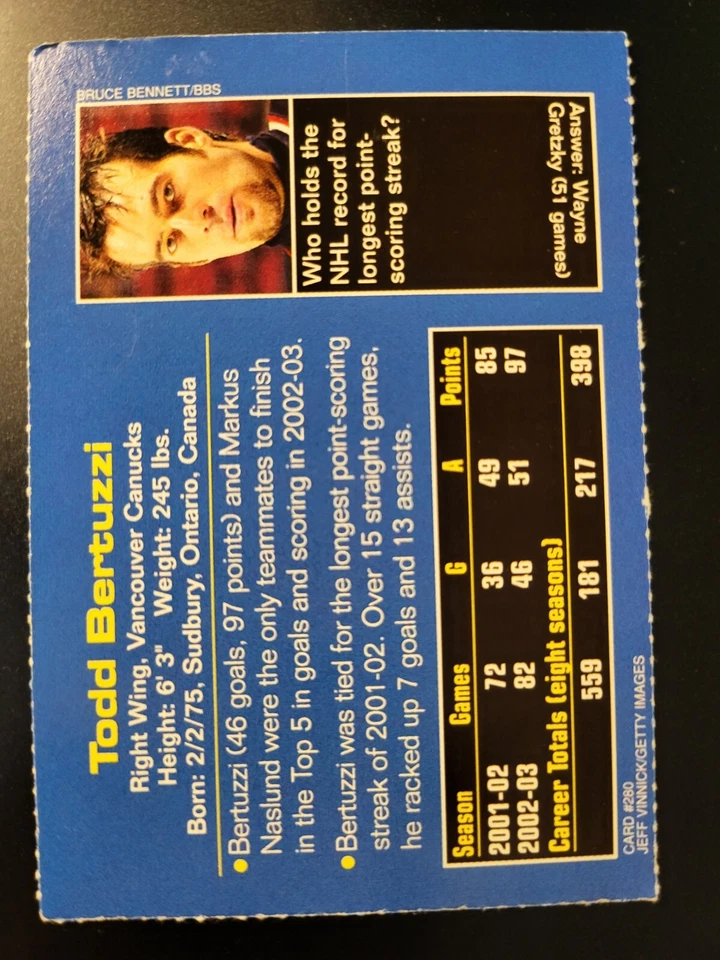 Todd Bertuzzi
Right Wing, Vancouver Canucks
Height: 6' 3" Weight: 245 lbs.
Born: 2/2/75, Sudbury, Ontario, Canada
• Bertuzzi (46 goals, 97 points) and Markus
Naslund were the only teammates to finish
in the Top 5 in goals and scoring in 2002-03.
• Bertuzzi was tied for the longest point-scoring
streak of 2001-02. Over 15 straight games,
he racked up 7 goals and 13 assists.
Season Games G A Points
2001-02 72 36 49 85
2002-03 82 46 51 97
Career Totals (eight seasons)
559 181 217 398
CARD #280
JEFF VINNICK/GETTY IMAGES
BRUCE BENNETT/BBS
Who holds the
NHL record for
longest point-
scoring streak?
Answer: Wayne
Gretzky (51 games)